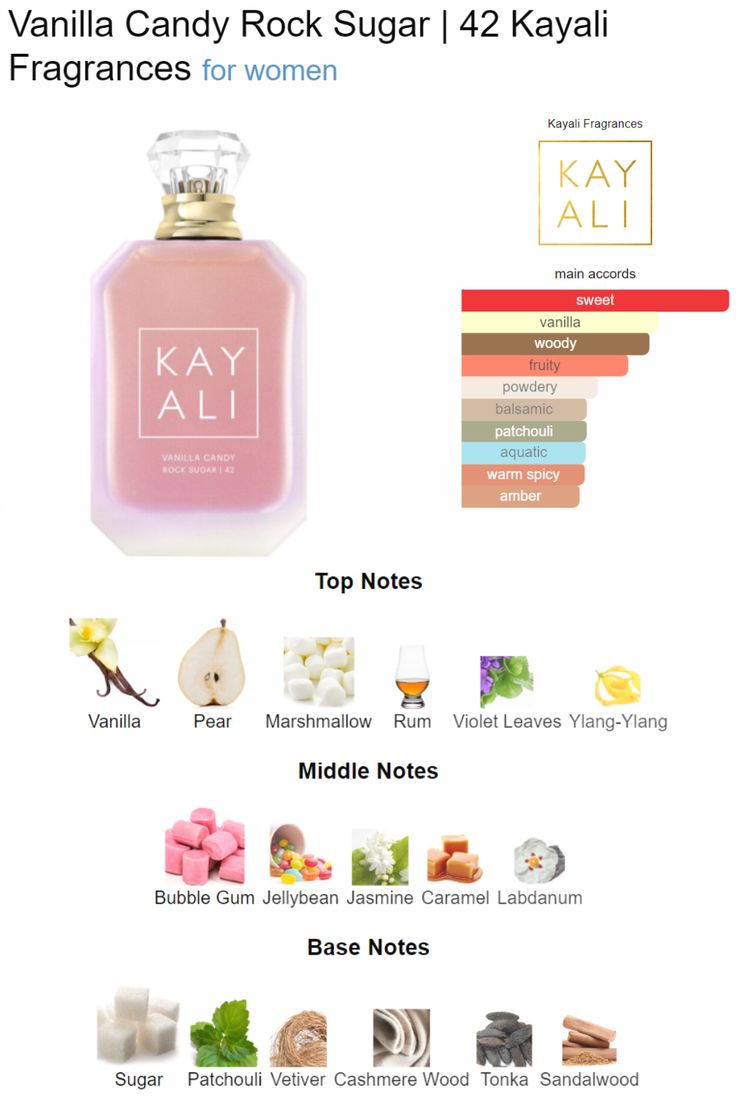 Vanilla Candy Rock Sugar | 42 Kayali
Fragrances for women
Kayali Fragrances
KAY
ALI
main accords
sweet
vanilla
woody
fruity
powdery
balsamic
patchouli
aquatic
warm spicy
amber
KAY
ALI
VANILLA CANDY
ROCK SUGAR | 42
Top Notes
Vanilla Pear Marshmallow Rum Violet Leaves Ylang-Ylang
Middle Notes
Bubble Gum Jellybean Jasmine Caramel Labdanum
Base Notes
Sugar Patchouli Vetiver Cashmere Wood Tonka Sandalwood